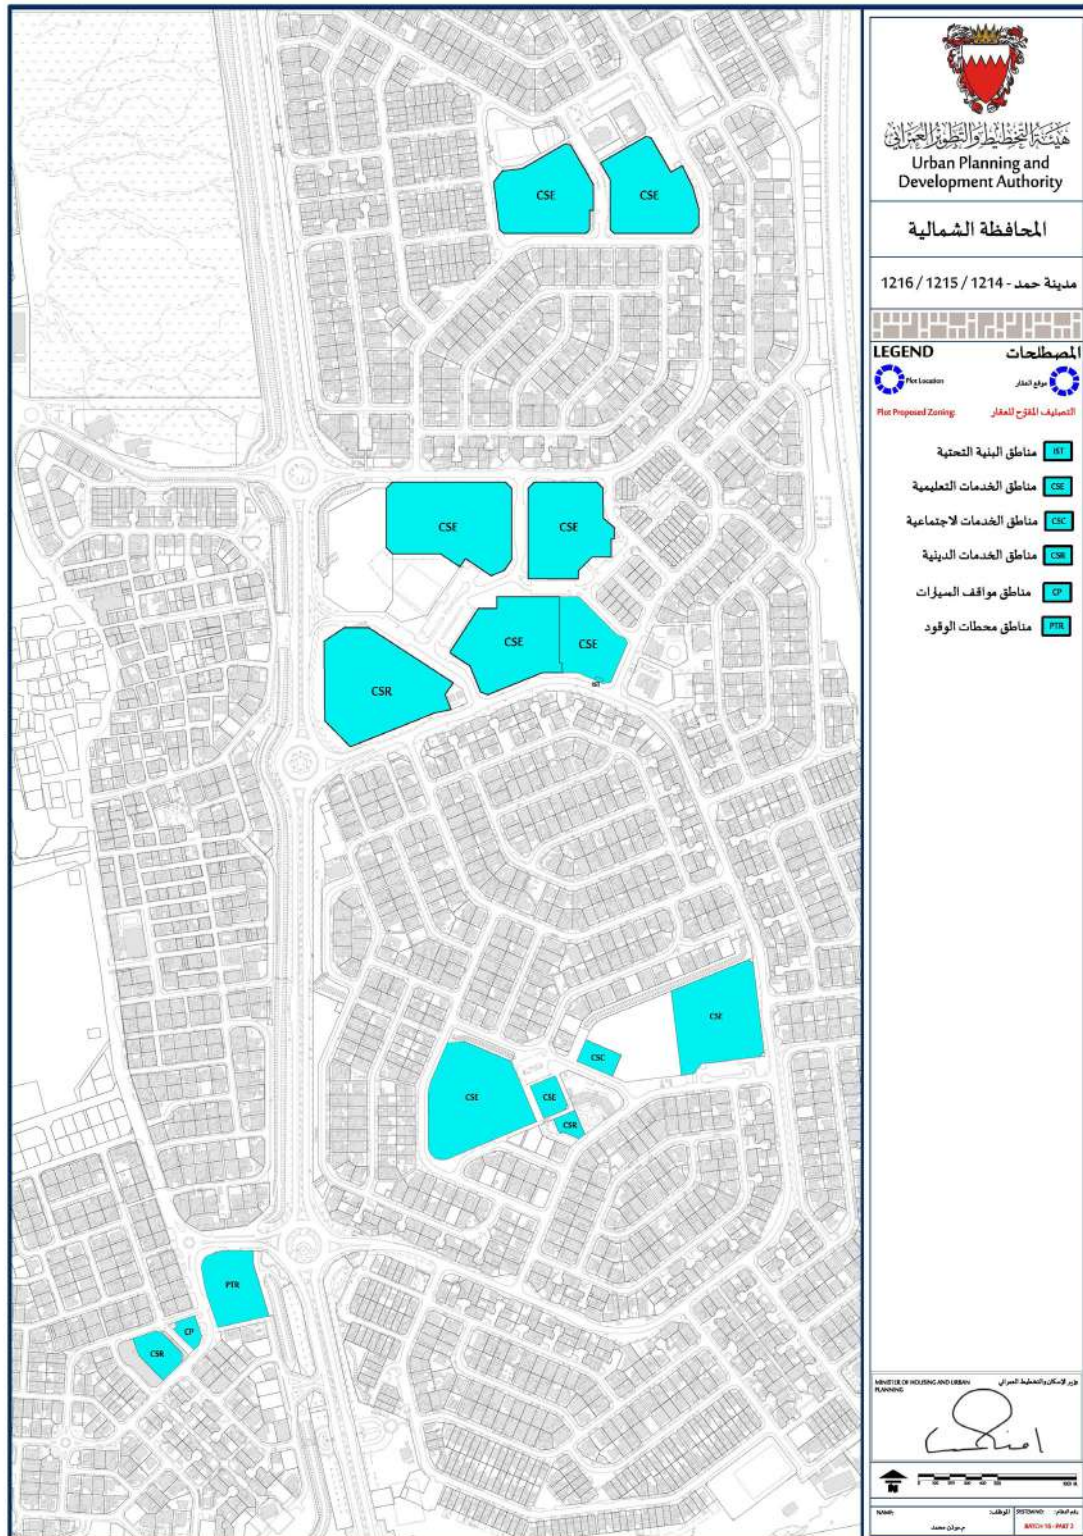 CSE
CSE
CSE
CSE
CSE
CSE
CSR
IST
CSE
CSC
CSE
CSE
CSR
PTR
CP
CSR
هيئة التخطيط والتطوير العمراني
Urban Planning and
Development Authority
المحافظة الشمالية
مدينة حمد - 1214 / 1215 / 1216
LEGEND المصطلحات
Plot Location موقع العقار
Plot Proposed Zoning: التصنيف المقترح للعقار
IST مناطق البنية التحتية
CSE مناطق الخدمات التعليمية
CSC مناطق الخدمات الاجتماعية
CSR مناطق الخدمات الدينية
CP مناطق مواقف السيارات
PTR مناطق محطات الوقود
MINISTER OF HOUSING AND URBAN PLANNING وزير الإسكان والتخطيط العمراني
N
NAME: الموظف: